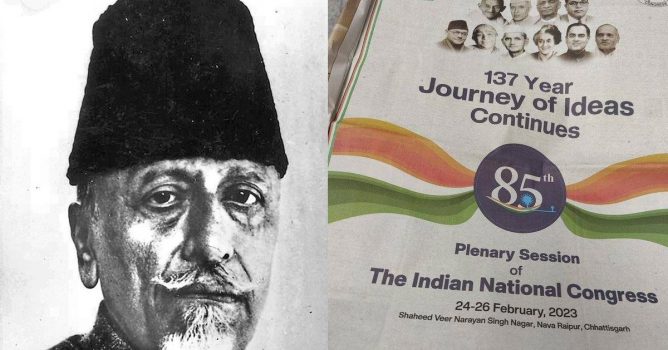 137 Year
Journey of Ideas
Continues
85th
Plenary Session
of
The Indian National Congress
24-26 February, 2023
Shaheed Veer Narayan Singh Nagar, Nava Raipur, Chhattisgarh